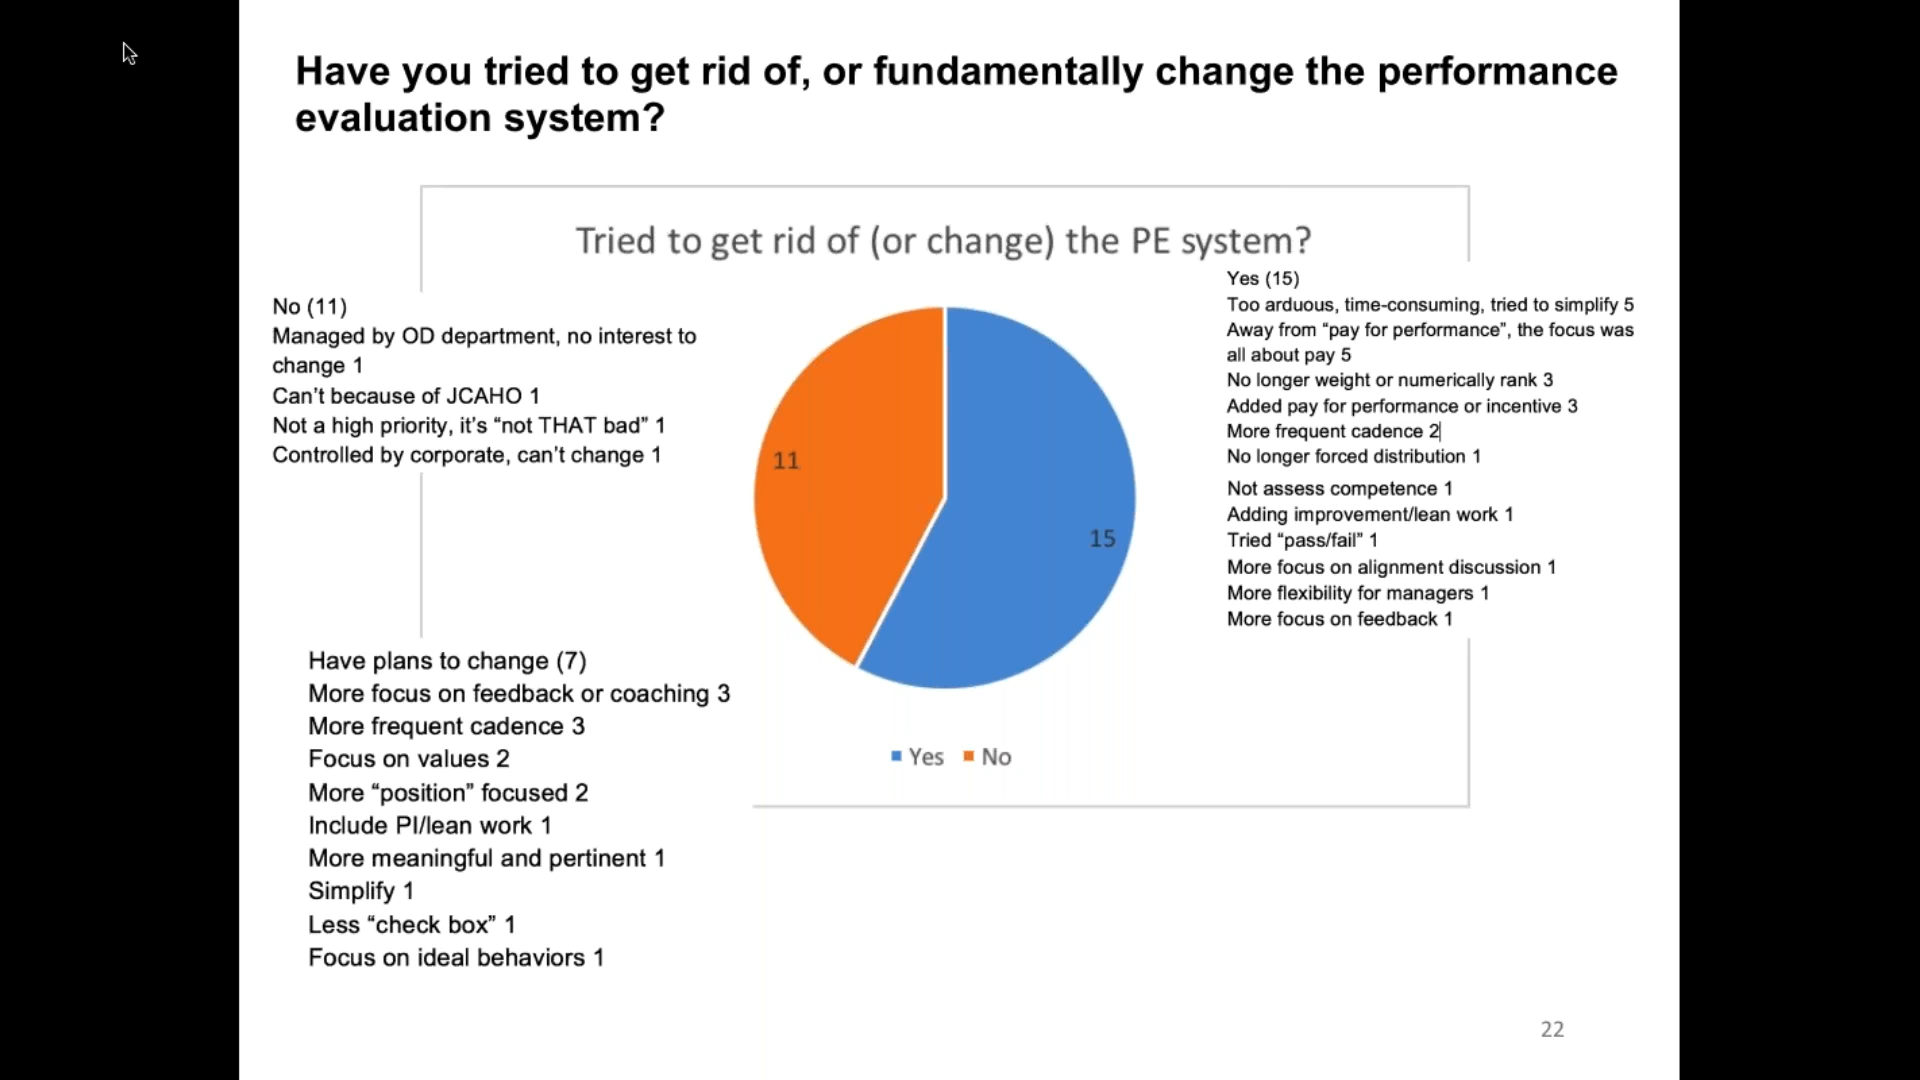 Have you tried to get rid of, or fundamentally change the performance
evaluation system?
Tried to get rid of (or change) the PE system?
No (11)
Managed by OD department, no interest to
change 1
Can’t because of JCAHO 1
Not a high priority, it’s “not THAT bad” 1
Controlled by corporate, can’t change 1
Have plans to change (7)
More focus on feedback or coaching 3
More frequent cadence 3
Focus on values 2
More “position” focused 2
Include PI/lean work 1
More meaningful and pertinent 1
Simplify 1
Less “check box” 1
Focus on ideal behaviors 1
11
15
Yes No
Yes (15)
Too arduous, time-consuming, tried to simplify 5
Away from “pay for performance”, the focus was
all about pay 5
No longer weight or numerically rank 3
Added pay for performance or incentive 3
More frequent cadence 2
No longer forced distribution 1
Not assess competence 1
Adding improvement/lean work 1
Tried “pass/fail” 1
More focus on alignment discussion 1
More flexibility for managers 1
More focus on feedback 1
22